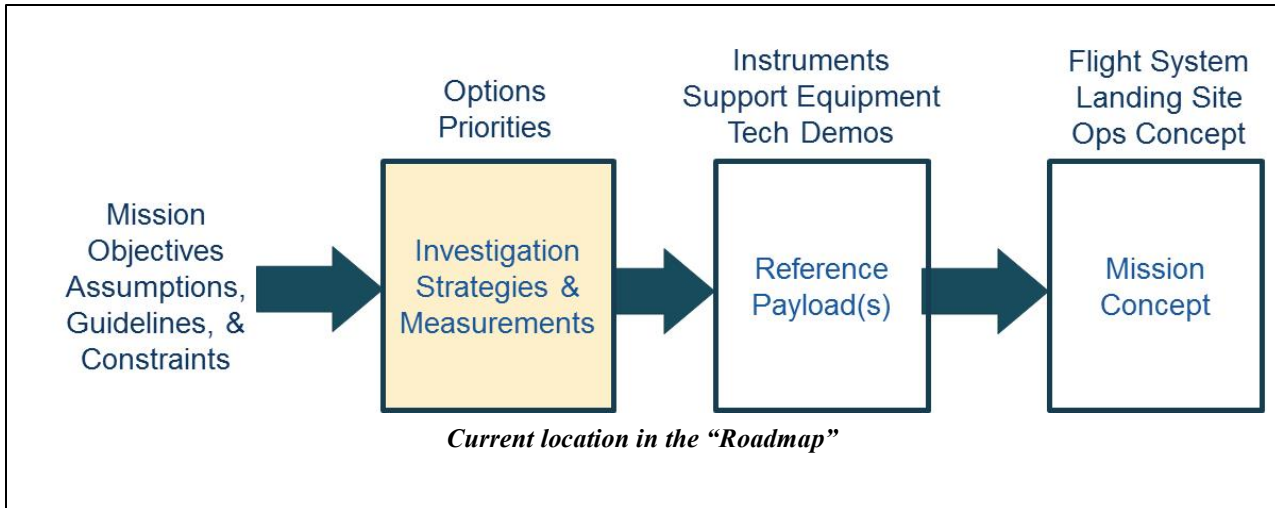 Mission
Objectives
Assumptions,
Guidelines, &
Constraints
Options
Priorities
Investigation
Strategies &
Measurements
Instruments
Support Equipment
Tech Demos
Reference
Payload(s)
Flight System
Landing Site
Ops Concept
Mission
Concept
Current location in the “Roadmap”